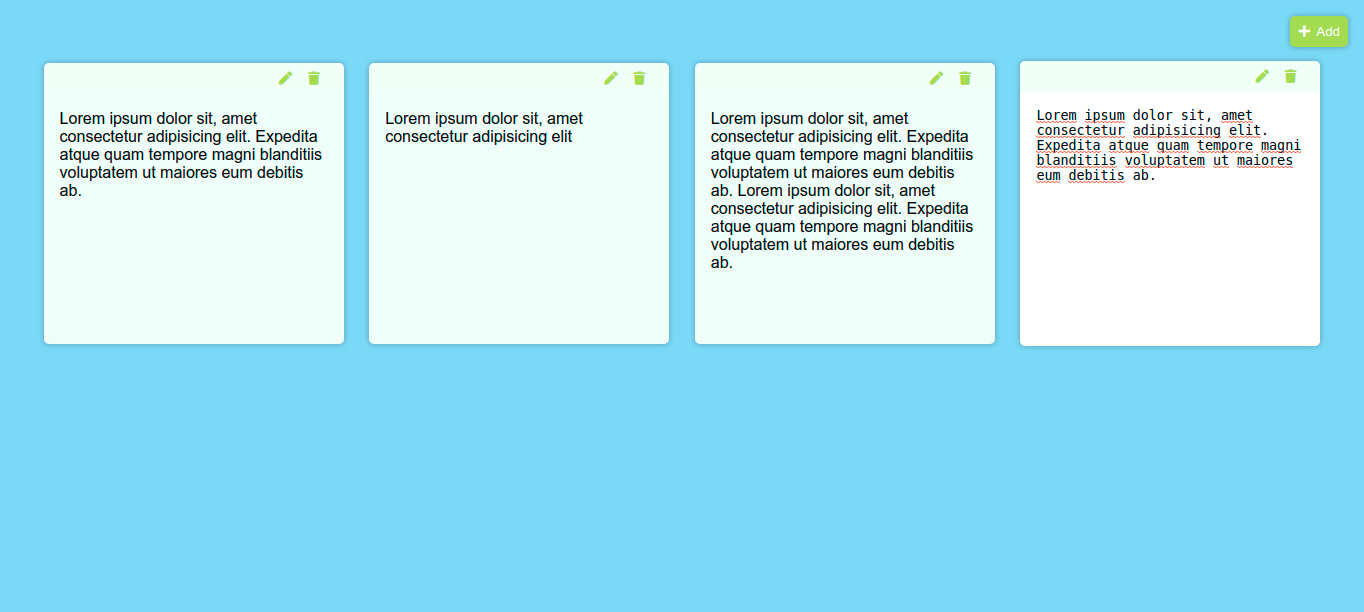 Add
Lorem ipsum dolor sit, amet
consectetur adipisicing elit. Expedita
atque quam tempore magni blanditiis
voluptatem ut maiores eum debitis
ab.
Lorem ipsum dolor sit, amet
consectetur adipisicing elit
Lorem ipsum dolor sit, amet
consectetur adipisicing elit. Expedita
atque quam tempore magni blanditiis
voluptatem ut maiores eum debitis
ab. Lorem ipsum dolor sit, amet
consectetur adipisicing elit. Expedita
atque quam tempore magni blanditiis
voluptatem ut maiores eum debitis
ab.
Lorem ipsum dolor sit, amet
consectetur adipisicing elit.
Expedita atque quam tempore magni
blanditiis voluptatem ut maiores
eum debitis ab.